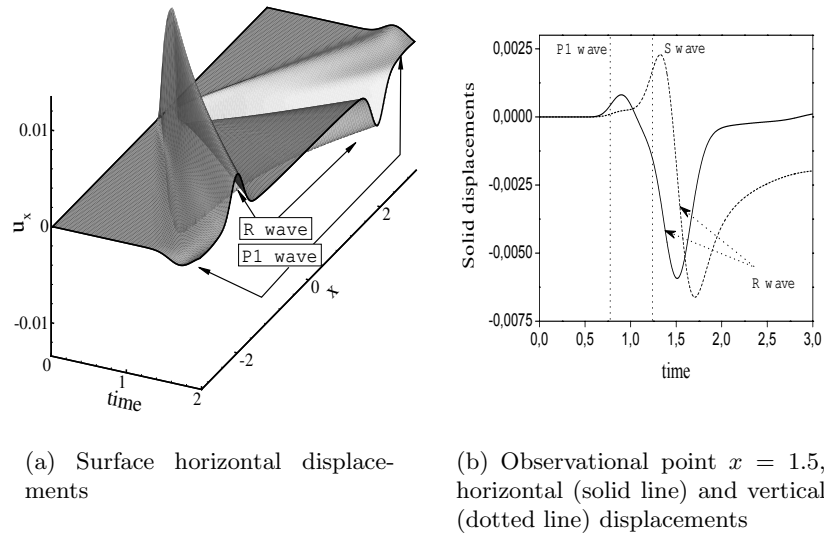 0.01
0
-0.01
u_x
0
1
2
time
-2
0
2
x
R wave
P1 wave
0,0025
0,0000
-0,0025
-0,0050
-0,0075
Solid displacements
P1 wave
S wave
R wave
0,0
0,5
1,0
1,5
2,0
2,5
3,0
time
(a) Surface horizontal displace-
ments
(b) Observational point x = 1.5,
horizontal (solid line) and vertical
(dotted line) displacements